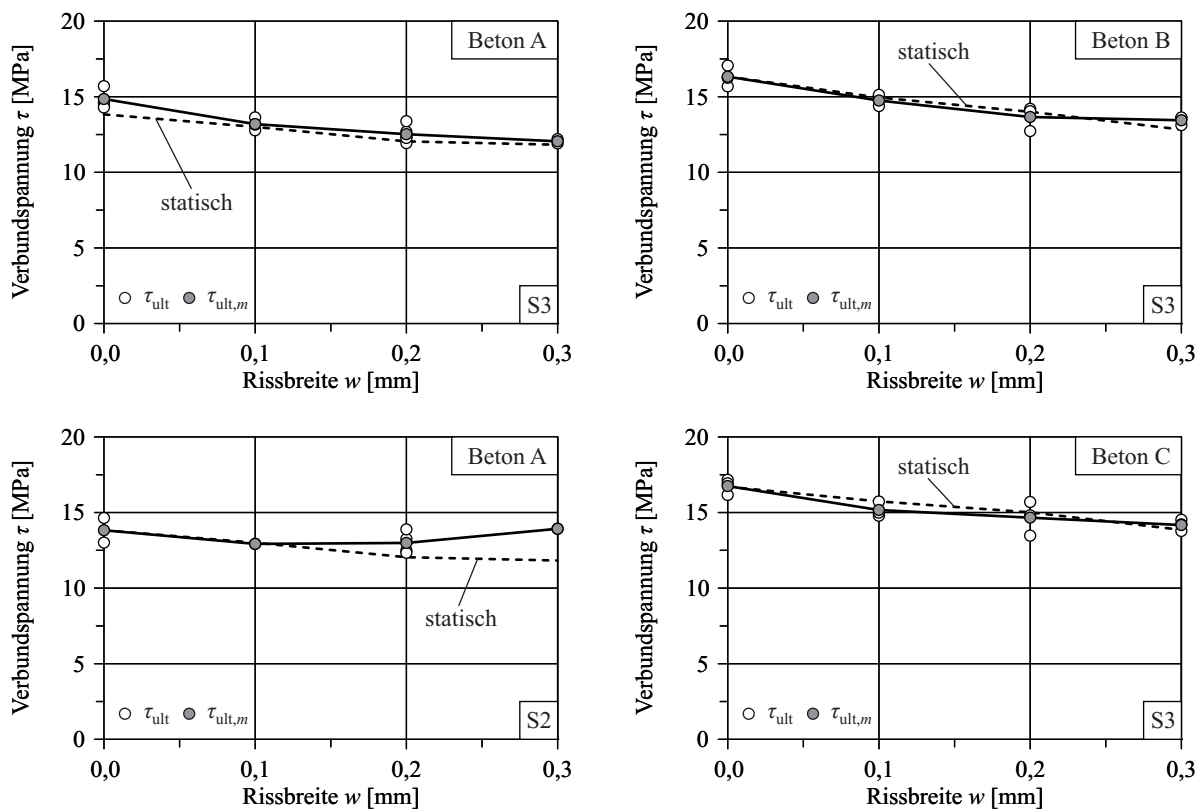 Verbundspannung τ [MPa]
20
15
10
5
0
Beton A
statisch
τult τult,m
S3
0,0 0,1 0,2 0,3
Rissbreite w [mm]
Verbundspannung τ [MPa]
20
15
10
5
0
Beton B
statisch
τult τult,m
S3
0,0 0,1 0,2 0,3
Rissbreite w [mm]
Verbundspannung τ [MPa]
20
15
10
5
0
Beton A
statisch
τult τult,m
S2
0,0 0,1 0,2 0,3
Rissbreite w [mm]
Verbundspannung τ [MPa]
20
15
10
5
0
Beton C
statisch
τult τult,m
S3
0,0 0,1 0,2 0,3
Rissbreite w [mm]